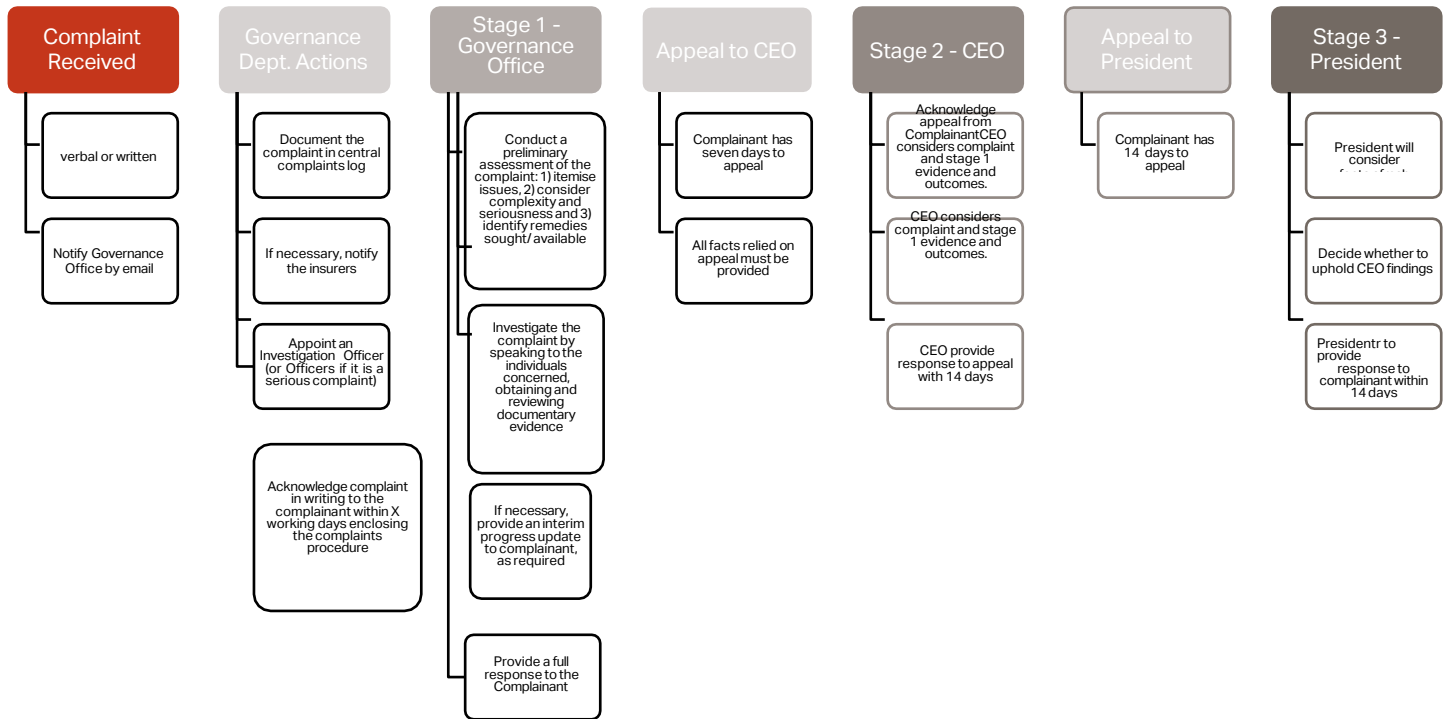 Complaint
Received
verbal or written
Notify Governance
Office by email
Governance
Dept. Actions
Document the
complaint in central
complaints log
If necessary, notify
the insurers
Appoint an
Investigation Officer
(or Officers if it is a
serious complaint)
Acknowledge complaint
in writing to the
complainant within X
working days enclosing
the complaints
procedure
Stage 1 -
Governance
Office
Conduct a
preliminary
assessment of the
complaint: 1) itemise
issues, 2) consider
complexity and
seriousness and 3)
identify remedies
sought/ available
Investigate the
complaint by
speaking to the
individuals
concerned,
obtaining and
reviewing
documentary
evidence
If necessary,
provide an interim
progress update
to complainant,
as required
Provide a full
response to the
Complainant
Appeal to CEO
Complainant has
seven days to
appeal
All facts relied on
appeal must be
provided
Stage 2 - CEO
Acknowledge
appeal from
ComplainantCEO
considers complaint
and stage 1
evidence and
outcomes.
CEO considers
complaint and stage
1 evidence and
outcomes.
CEO provide
response to appeal
with 14 days
Appeal to
President
Complainant has
14 days to
appeal
Stage 3 -
President
President will
consider
Decide whether to
uphold CEO findings
Presidentr to
provide
response to
complainant within
14 days